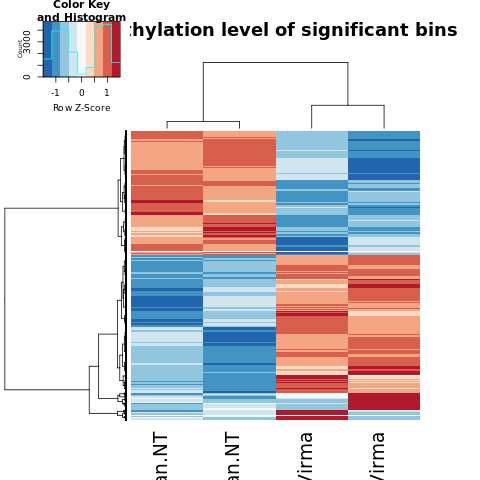 Color Key
and Histogram
thylation level of significant bins
Count
0 3000
-1 0 1
Row Z-Score
an.NT
an.NT
Virma
Virma